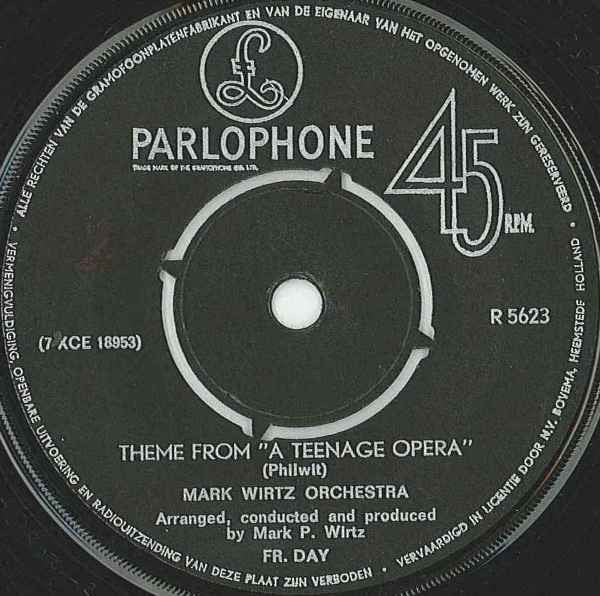 ALLE RECHTEN VAN DE GRAMOFOONPLATENFABRIKANT EN VAN DE EIGENAAR VAN HET OPGENOMEN WERK ZIJN GERESERVEERD
VERMENIGVULDIGING, OPENBARE UITVOERING EN RADIOUITZENDING VAN DEZE PLAAT ZIJN VERBODEN • VERVAARDIGD IN LICENTIE DOOR N.V. BOVEMA, HEEMSTEDE HOLLAND
£
PARLOPHONE
TRADE MARK OF THE GRAMOPHONE CO. LTD.
45 RPM.
R 5623
(7 XCE 18953)
THEME FROM "A TEENAGE OPERA"
(Philwit)
MARK WIRTZ ORCHESTRA
Arranged, conducted and produced
by Mark P. Wirtz
FR. DAY